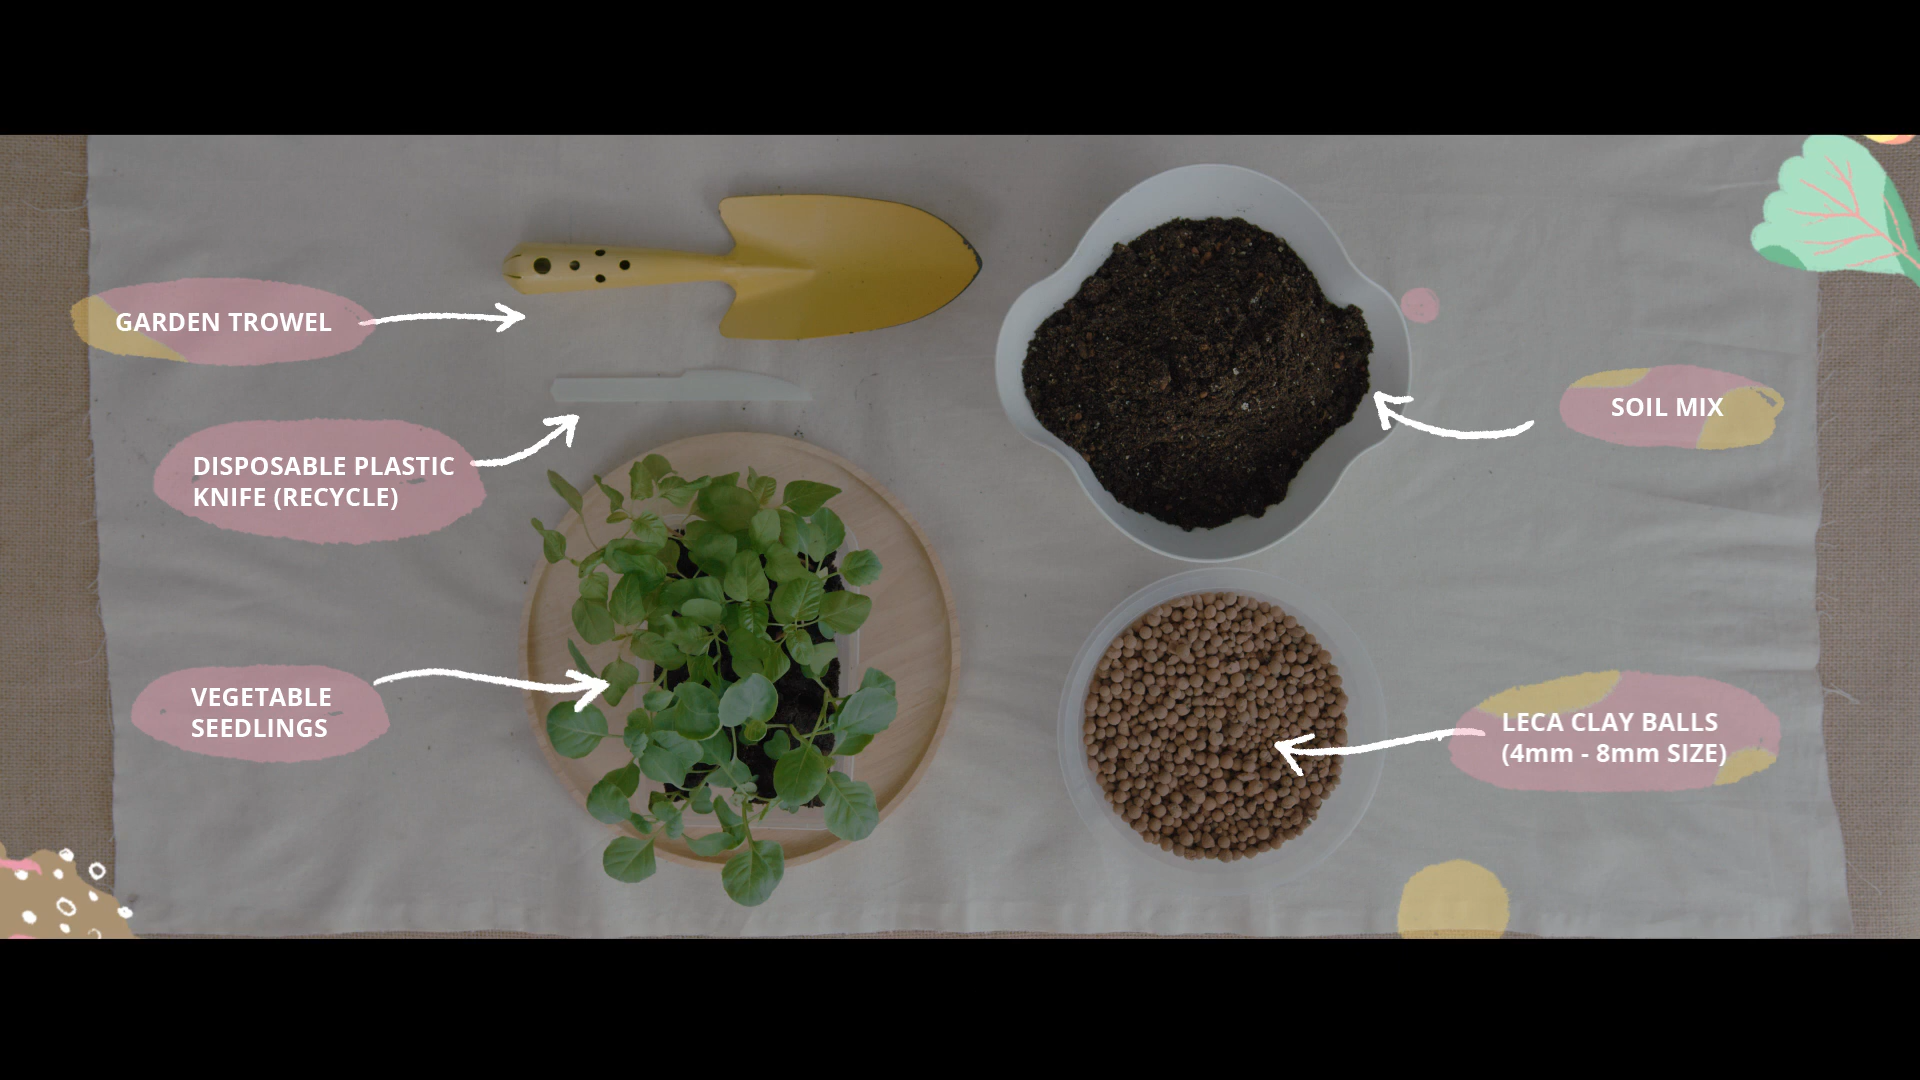 GARDEN TROWEL
DISPOSABLE PLASTIC
KNIFE (RECYCLE)
VEGETABLE
SEEDLINGS
SOIL MIX
LECA CLAY BALLS
(4mm - 8mm SIZE)